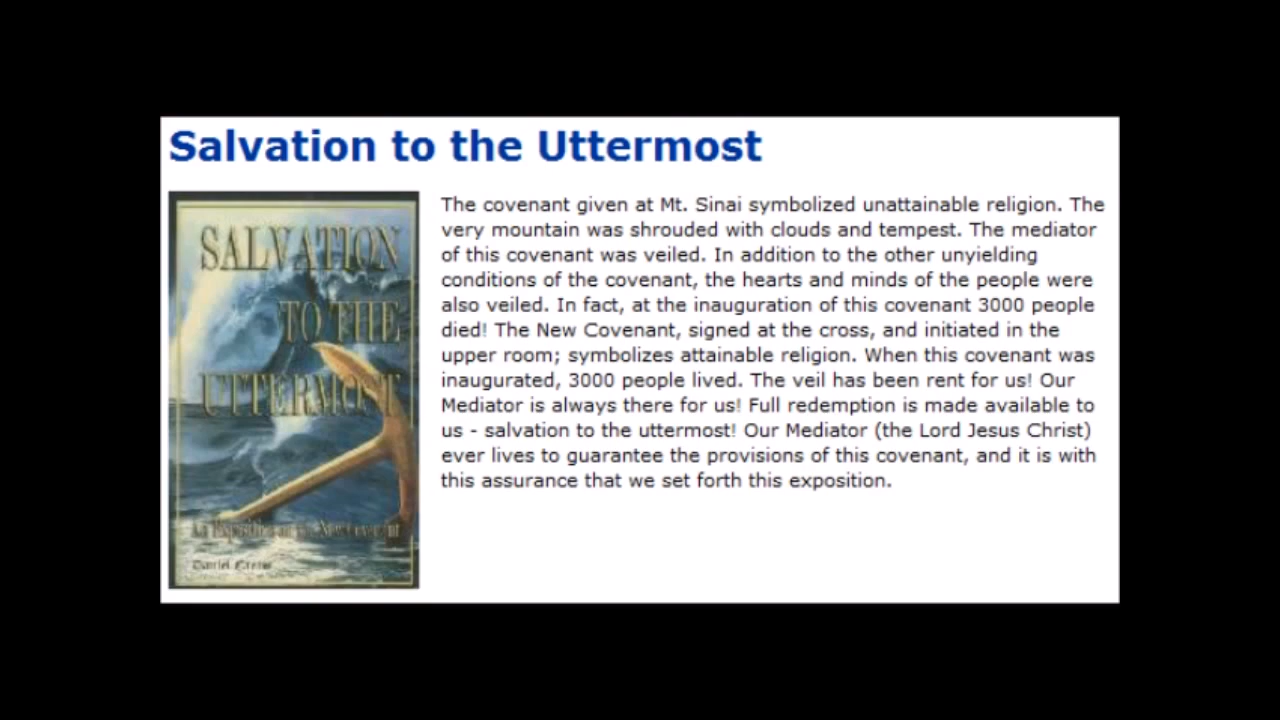 Salvation to the Uttermost
SALVATION
TO THE
UTTERMOST
An Exposition on the New Covenant
Daniel
The covenant given at Mt. Sinai symbolized unattainable religion. The
very mountain was shrouded with clouds and tempest. The mediator
of this covenant was veiled. In addition to the other unyielding
conditions of the covenant, the hearts and minds of the people were
also veiled. In fact, at the inauguration of this covenant 3000 people
died! The New Covenant, signed at the cross, and initiated in the
upper room; symbolizes attainable religion. When this covenant was
inaugurated, 3000 people lived. The veil has been rent for us! Our
Mediator is always there for us! Full redemption is made available to
us - salvation to the uttermost! Our Mediator (the Lord Jesus Christ)
ever lives to guarantee the provisions of this covenant, and it is with
this assurance that we set forth this exposition.